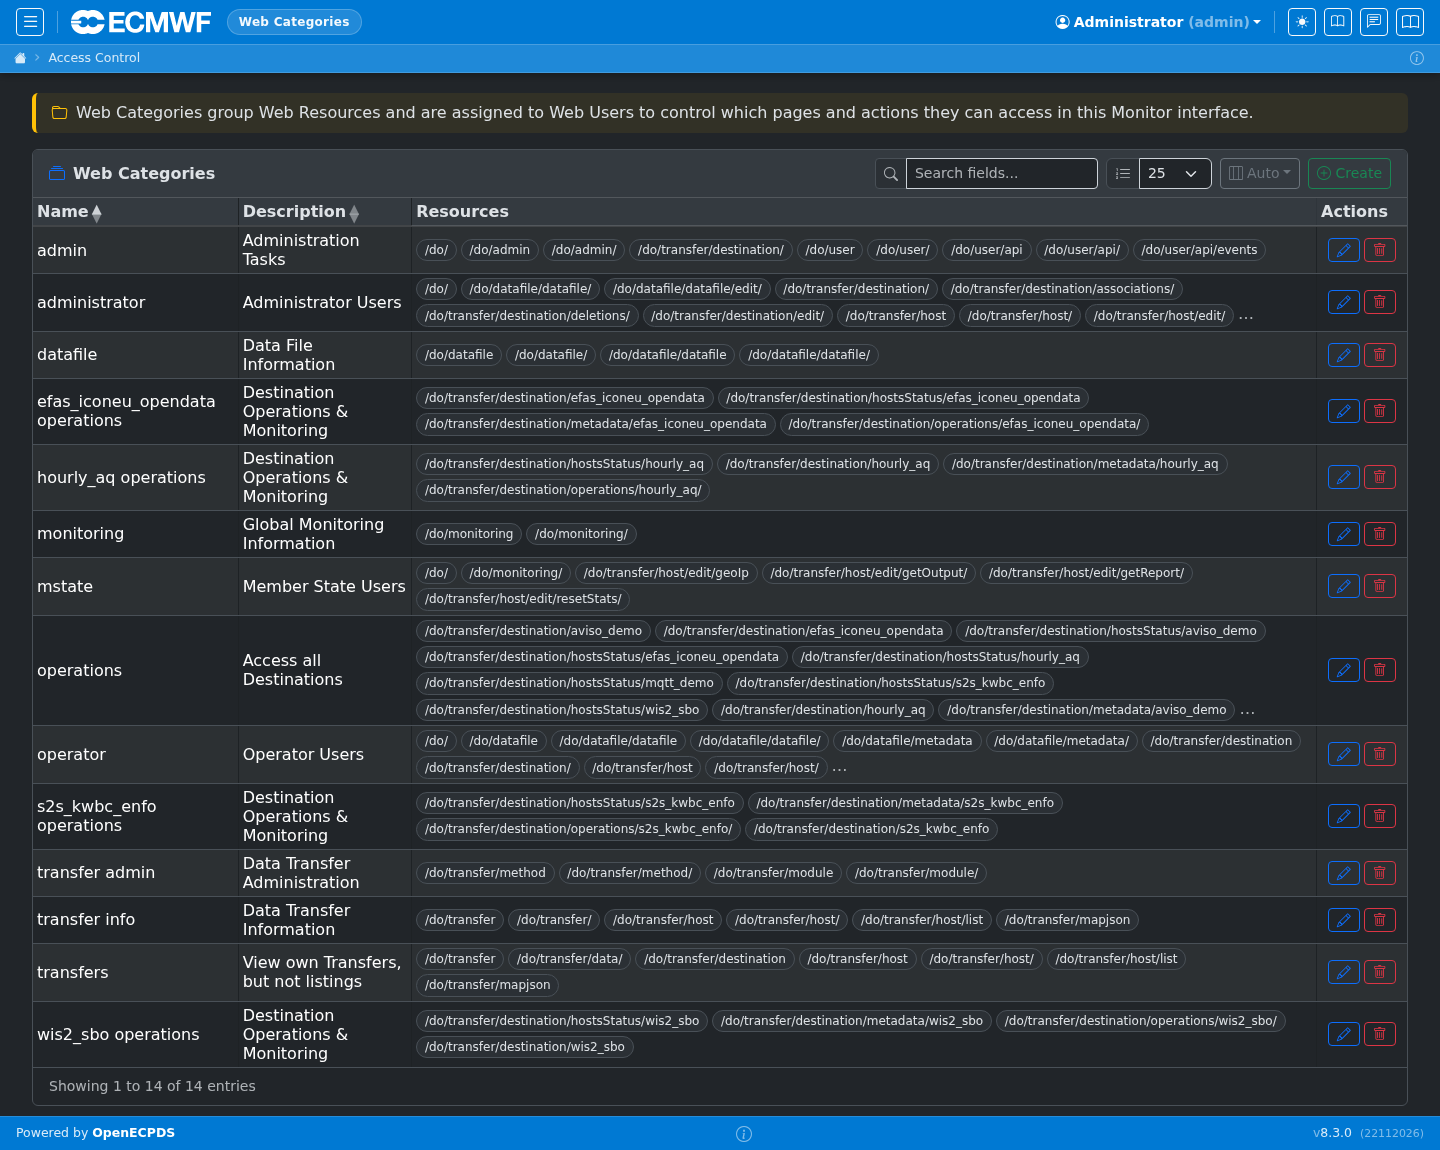 ECMWF Web Categories Administrator (admin)
Access Control
Web Categories group Web Resources and are assigned to Web Users to control which pages and actions they can access in this Monitor interface.
Web Categories Search fields... 25 Auto Create
Name Description Resources Actions
admin Administration Tasks /do/ /do/admin /do/admin/ /do/transfer/destination/ /do/user /do/user/ /do/user/api /do/user/api/ /do/user/api/events
administrator Administrator Users /do/ /do/datafile/datafile/ /do/datafile/datafile/edit/ /do/transfer/destination/ /do/transfer/destination/associations/
/do/transfer/destination/deletions/ /do/transfer/destination/edit/ /do/transfer/host /do/transfer/host/ /do/transfer/host/edit/ ...
datafile Data File Information /do/datafile /do/datafile/ /do/datafile/datafile /do/datafile/datafile/
efas_iconeu_opendata operations Destination Operations & Monitoring /do/transfer/destination/efas_iconeu_opendata /do/transfer/destination/hostsStatus/efas_iconeu_opendata
/do/transfer/destination/metadata/efas_iconeu_opendata /do/transfer/destination/operations/efas_iconeu_opendata/
hourly_aq operations Destination Operations & Monitoring /do/transfer/destination/hostsStatus/hourly_aq /do/transfer/destination/hourly_aq /do/transfer/destination/metadata/hourly_aq
/do/transfer/destination/operations/hourly_aq/
monitoring Global Monitoring Information /do/monitoring /do/monitoring/
mstate Member State Users /do/ /do/monitoring/ /do/transfer/host/edit/geoIp /do/transfer/host/edit/getOutput/ /do/transfer/host/edit/getReport/
/do/transfer/host/edit/resetStats/
operations Access all Destinations /do/transfer/destination/aviso_demo /do/transfer/destination/efas_iconeu_opendata /do/transfer/destination/hostsStatus/aviso_demo
/do/transfer/destination/hostsStatus/efas_iconeu_opendata /do/transfer/destination/hostsStatus/hourly_aq
/do/transfer/destination/hostsStatus/mqtt_demo /do/transfer/destination/hostsStatus/s2s_kwbc_enfo
/do/transfer/destination/hostsStatus/wis2_sbo /do/transfer/destination/hourly_aq /do/transfer/destination/metadata/aviso_demo ...
operator Operator Users /do/ /do/datafile /do/datafile/datafile /do/datafile/datafile/ /do/datafile/metadata /do/datafile/metadata/ /do/transfer/destination
/do/transfer/destination/ /do/transfer/host /do/transfer/host/ ...
s2s_kwbc_enfo operations Destination Operations & Monitoring /do/transfer/destination/hostsStatus/s2s_kwbc_enfo /do/transfer/destination/metadata/s2s_kwbc_enfo
/do/transfer/destination/operations/s2s_kwbc_enfo/ /do/transfer/destination/s2s_kwbc_enfo
transfer admin Data Transfer Administration /do/transfer/method /do/transfer/method/ /do/transfer/module /do/transfer/module/
transfer info Data Transfer Information /do/transfer /do/transfer/ /do/transfer/host /do/transfer/host/ /do/transfer/host/list /do/transfer/mapjson
transfers View own Transfers, but not listings /do/transfer /do/transfer/data/ /do/transfer/destination /do/transfer/host /do/transfer/host/ /do/transfer/host/list
/do/transfer/mapjson
wis2_sbo operations Destination Operations & Monitoring /do/transfer/destination/hostsStatus/wis2_sbo /do/transfer/destination/metadata/wis2_sbo /do/transfer/destination/operations/wis2_sbo/
/do/transfer/destination/wis2_sbo
Showing 1 to 14 of 14 entries
Powered by OpenECPDS v8.3.0 (22112026)